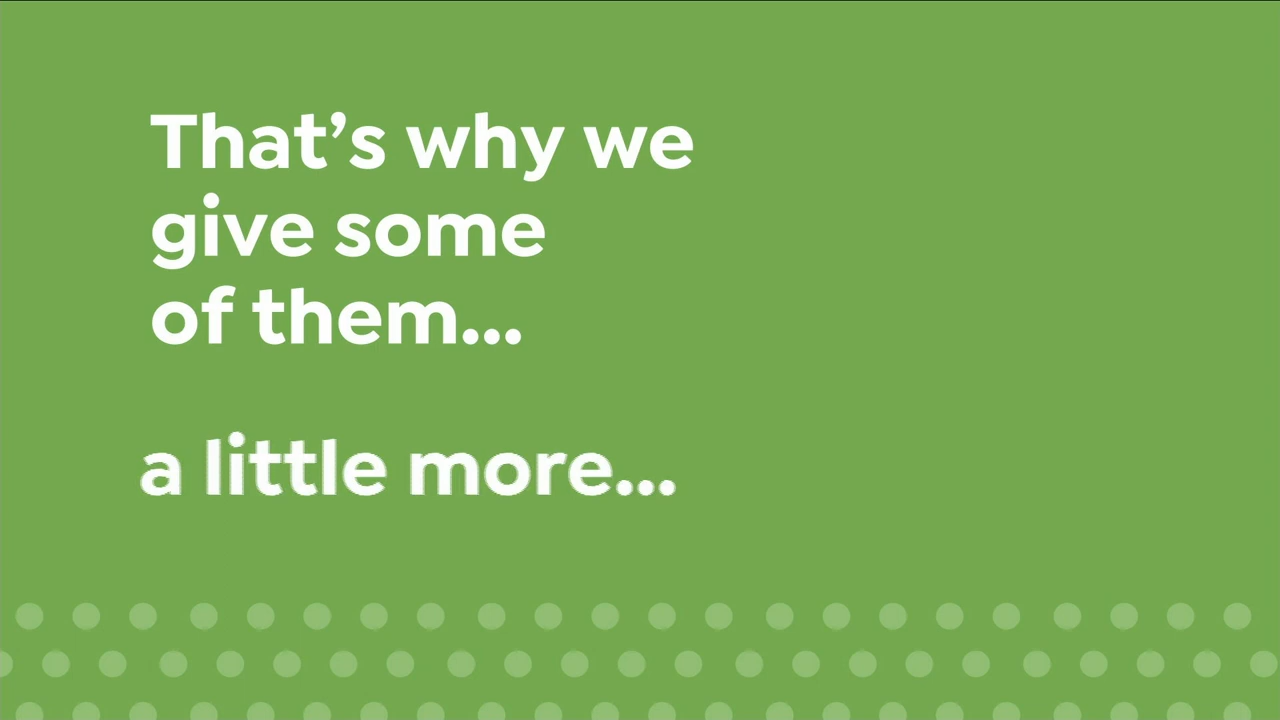 That’s why we
give some
of them...
a little more...